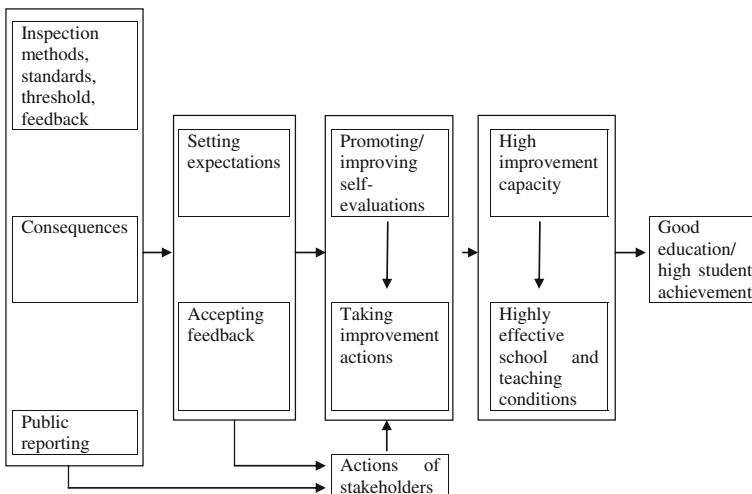 Inspection
methods,
standards,
threshold,
feedback
Consequences
Public
reporting
Setting
expectations
Accepting
feedback
Promoting/
improving
self-
evaluations
Taking
improvement
actions
Actions of
stakeholders
High
improvement
capacity
Highly
effective
school and
teaching
conditions
Good
education/
high student
achievement